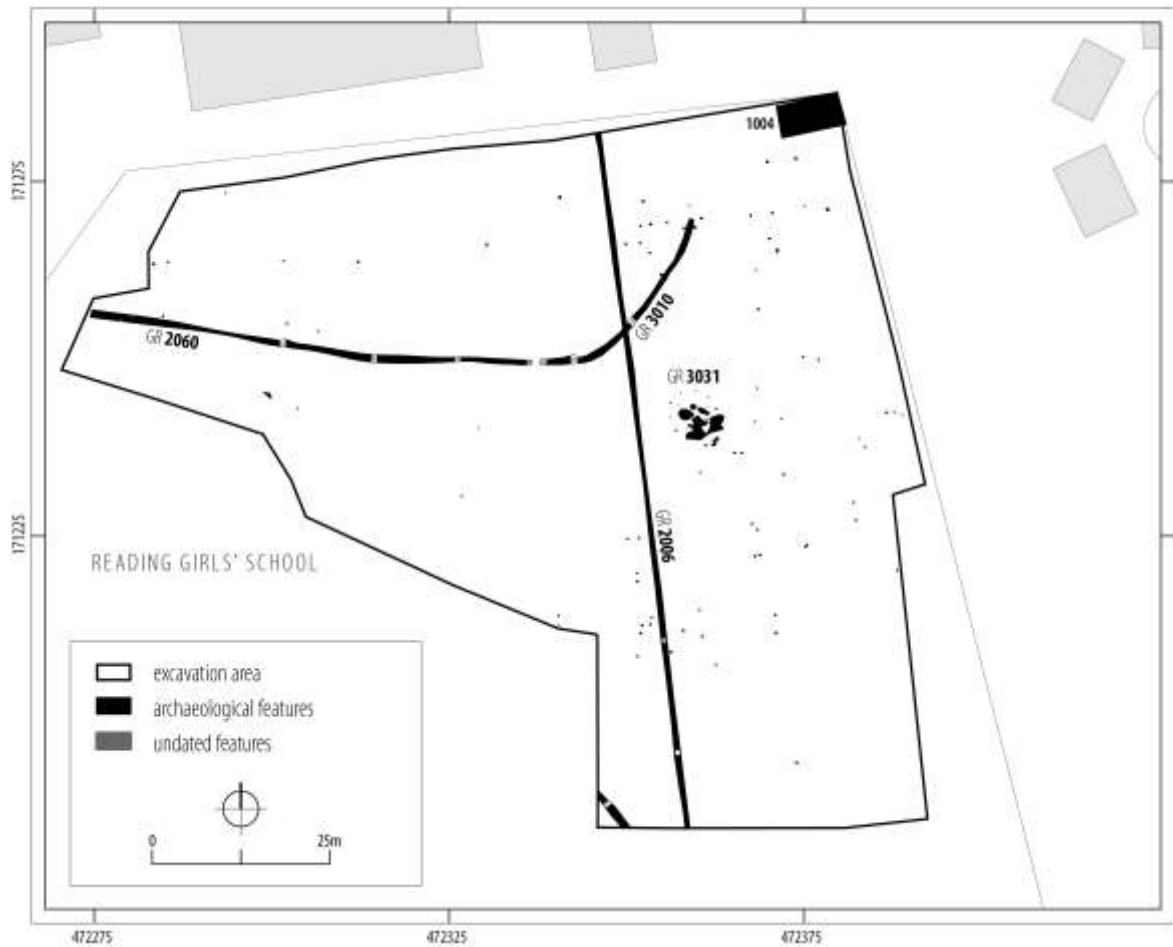 1004
171275
GR 3010
GR 2060
GR 3031
GR 2006
171225
READING GIRLS' SCHOOL
excavation area
archaeological features
undated features
0 25m
472275 472325 472375